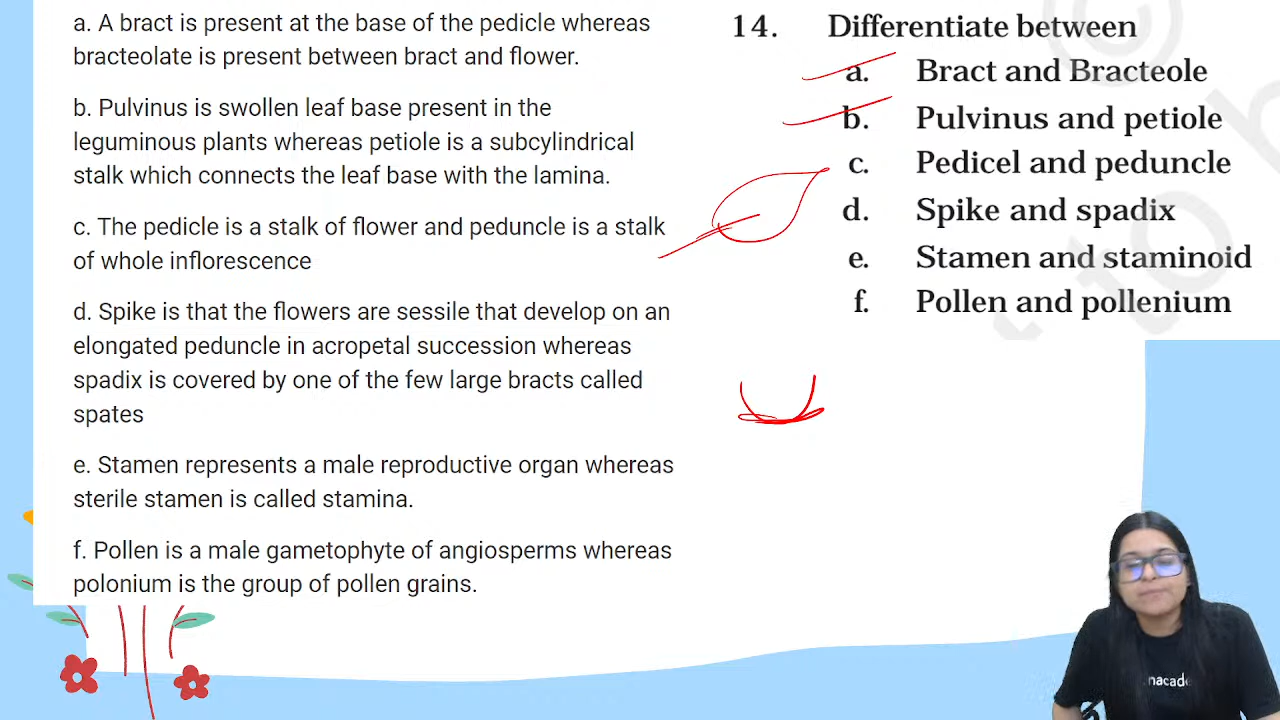 a. A bract is present at the base of the pedicle whereas
bracteolate is present between bract and flower.
b. Pulvinus is swollen leaf base present in the
leguminous plants whereas petiole is a subcylindrical
stalk which connects the leaf base with the lamina.
c. The pedicle is a stalk of flower and peduncle is a stalk
of whole inflorescence
d. Spike is that the flowers are sessile that develop on an
elongated peduncle in acropetal succession whereas
spadix is covered by one of the few large bracts called
spates
e. Stamen represents a male reproductive organ whereas
sterile stamen is called stamina.
f. Pollen is a male gametophyte of angiosperms whereas
polonium is the group of pollen grains.
14. Differentiate between
a. Bract and Bracteole
b. Pulvinus and petiole
c. Pedicel and peduncle
d. Spike and spadix
e. Stamen and staminoid
f. Pollen and pollenium